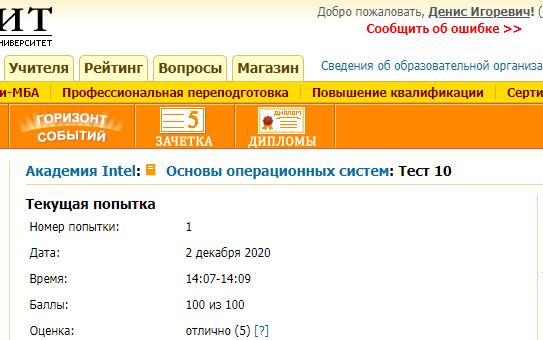 ИТ
НИВЕРСИТЕТ
Добро пожаловать, Денис Игоревич! (
Сообщить об ошибке >>
Учителя Рейтинг Вопросы Магазин
Сведения об образовательной организа
и-МБА Профессиональная переподготовка Повышение квалификации Серти
ГОРИЗОНТ СОБЫТИЙ
5
ЗАЧЕТКА
ДИПЛОМ
ДИПЛОМЫ
Академия Intel: Основы операционных систем: Тест 10
Текущая попытка
Номер попытки: 1
Дата: 2 декабря 2020
Время: 14:07-14:09
Баллы: 100 из 100
Оценка: отлично (5) [?]